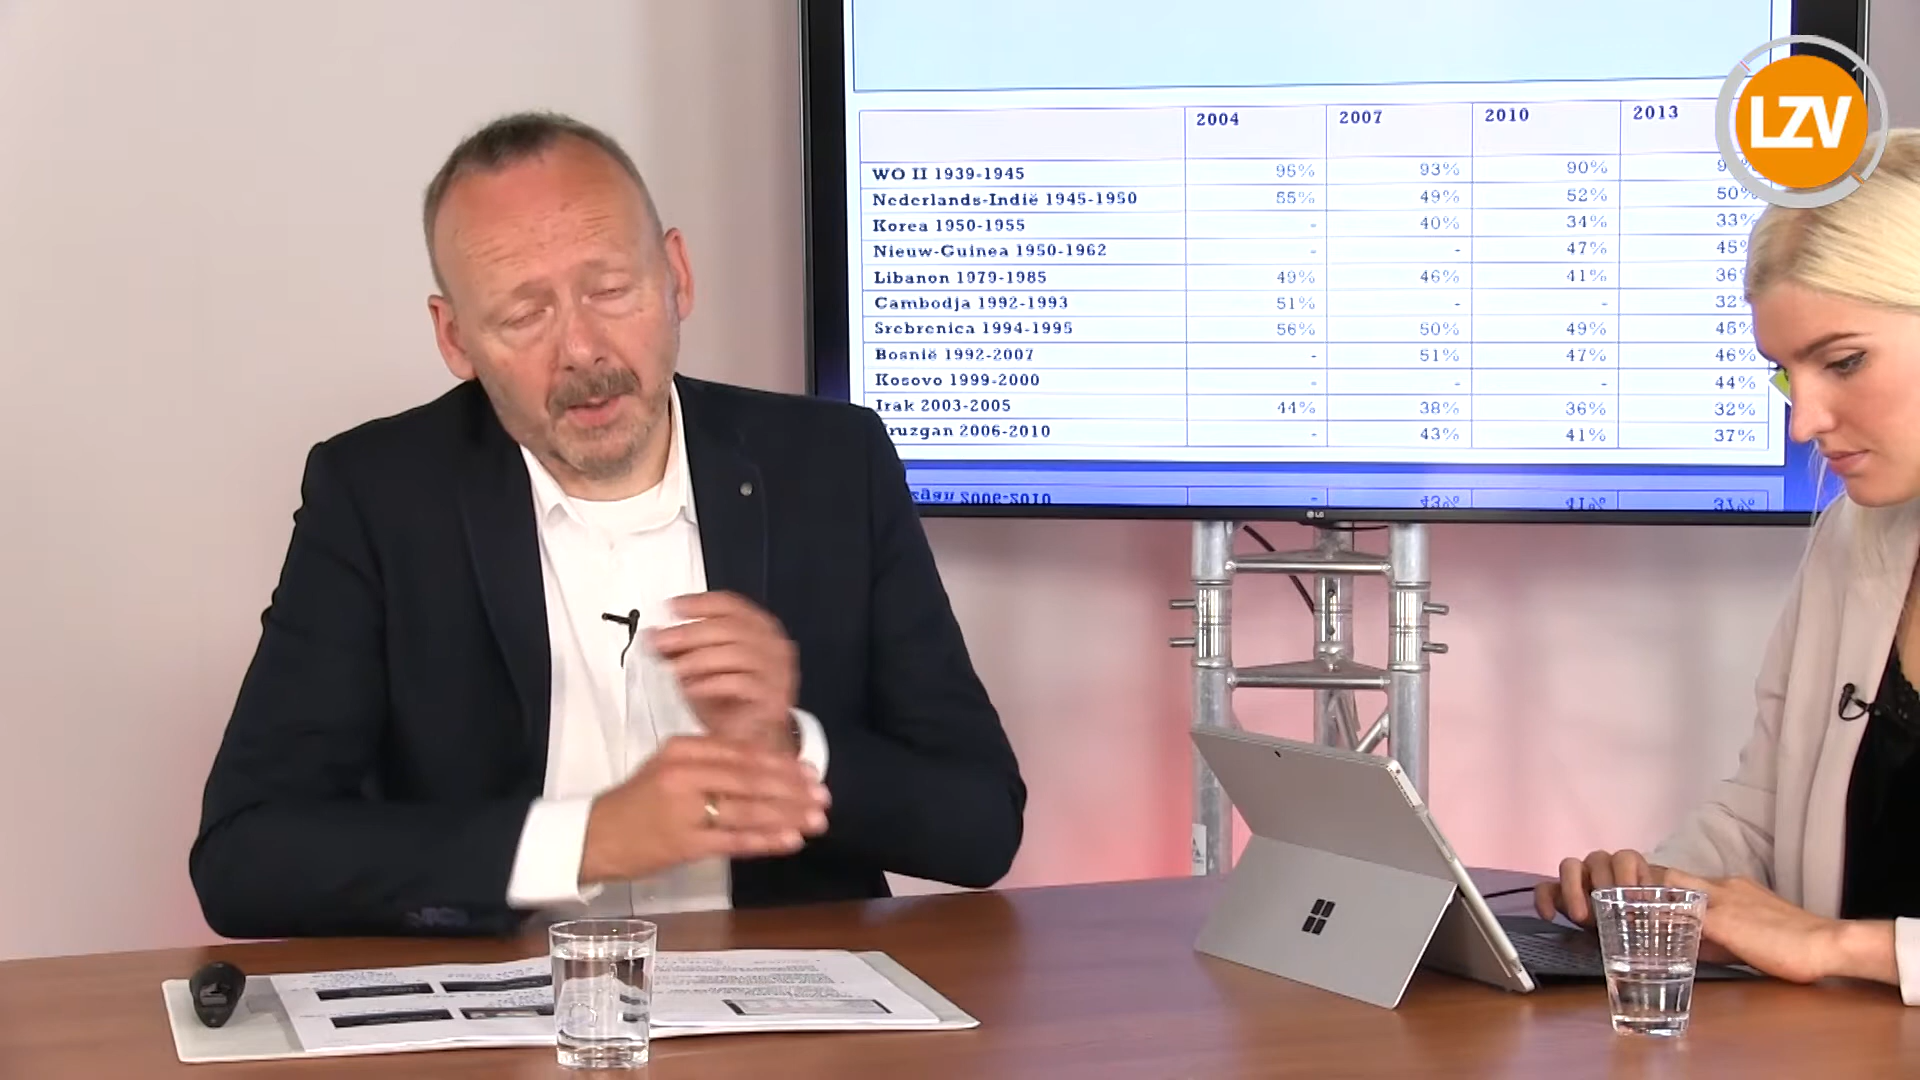 LZV
2004 2007 2010 2013
WO II 1939-1945 95% 93% 90%
Nederlands-Indië 1945-1950 55% 49% 52% 50%
Korea 1950-1955 - 40% 34% 33%
Nieuw-Guinea 1950-1962 - - 47% 45%
Libanon 1979-1985 49% 46% 41% 36
Cambodja 1992-1993 51% - - 32
Srebrenica 1994-1995 56% 50% 49%
Bosnië 1992-2007 - 51% 47% 46%
Kosovo 1999-2000 - - - 44%
Irak 2003-2005 44% 38% 36% 32%
ruzgan 2006-2010 - 43% 41% 37%
LG